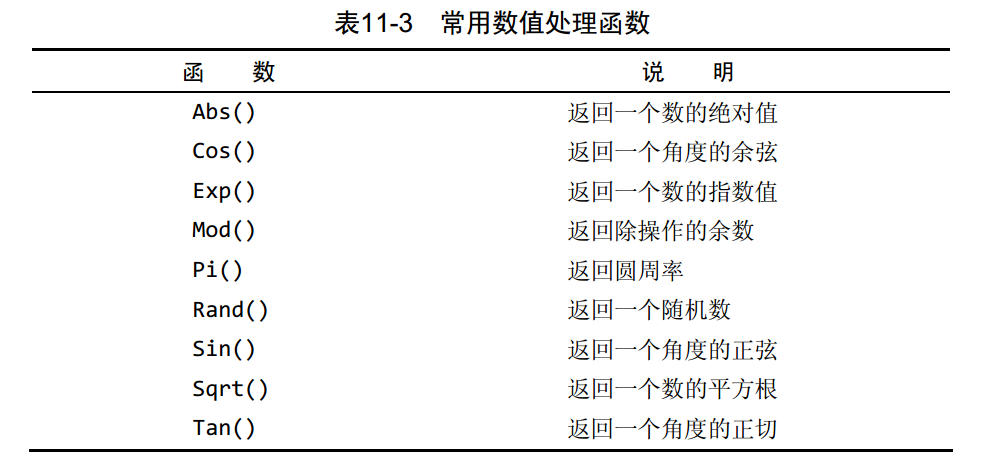 表11-3 常用数值处理函数
函 数 说 明
Abs() 返回一个数的绝对值
Cos() 返回一个角度的余弦
Exp() 返回一个数的指数值
Mod() 返回除操作的余数
Pi() 返回圆周率
Rand() 返回一个随机数
Sin() 返回一个角度的正弦
Sqrt() 返回一个数的平方根
Tan() 返回一个角度的正切